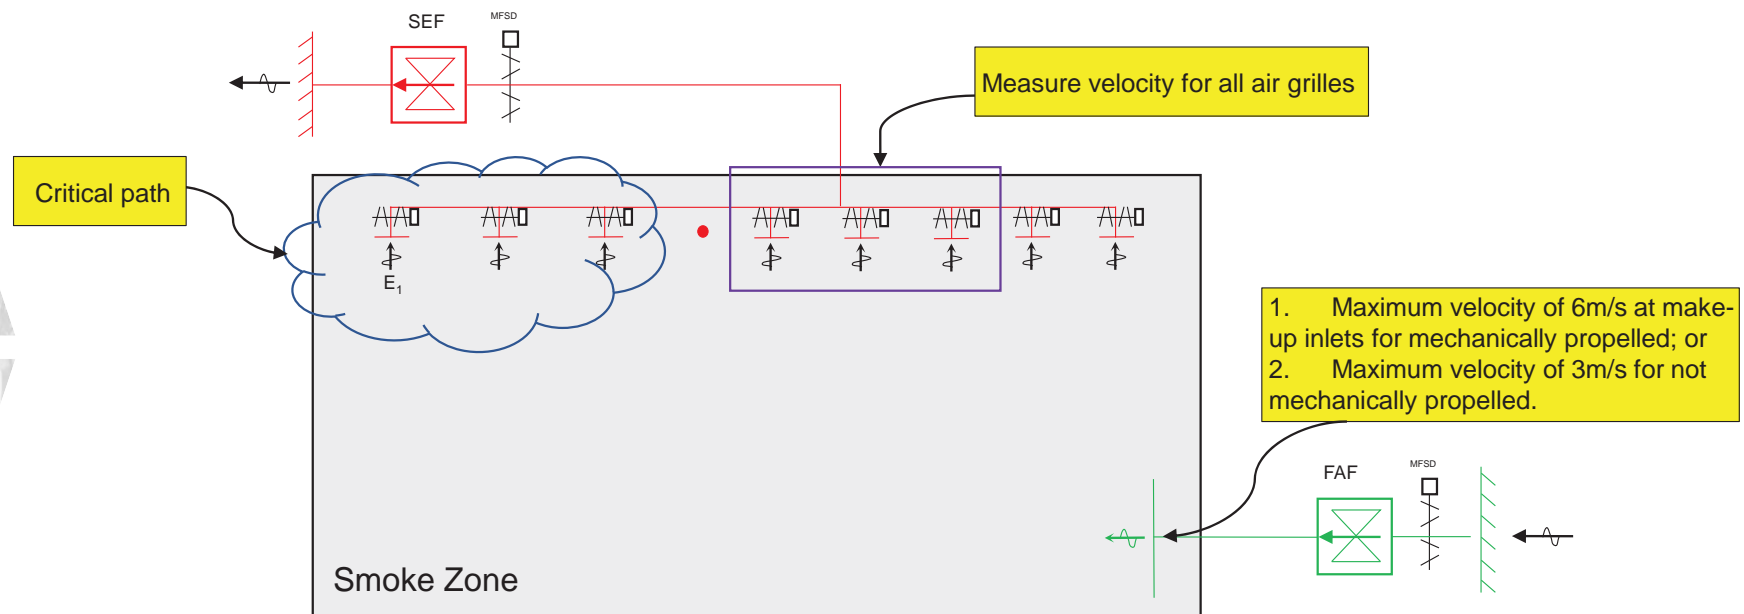 SEF
MFSD
Measure velocity for all air grilles
Critical path
E₁
1. Maximum velocity of 6m/s at make-
up inlets for mechanically propelled; or
2. Maximum velocity of 3m/s for not
mechanically propelled.
FAF
MFSD
Smoke Zone